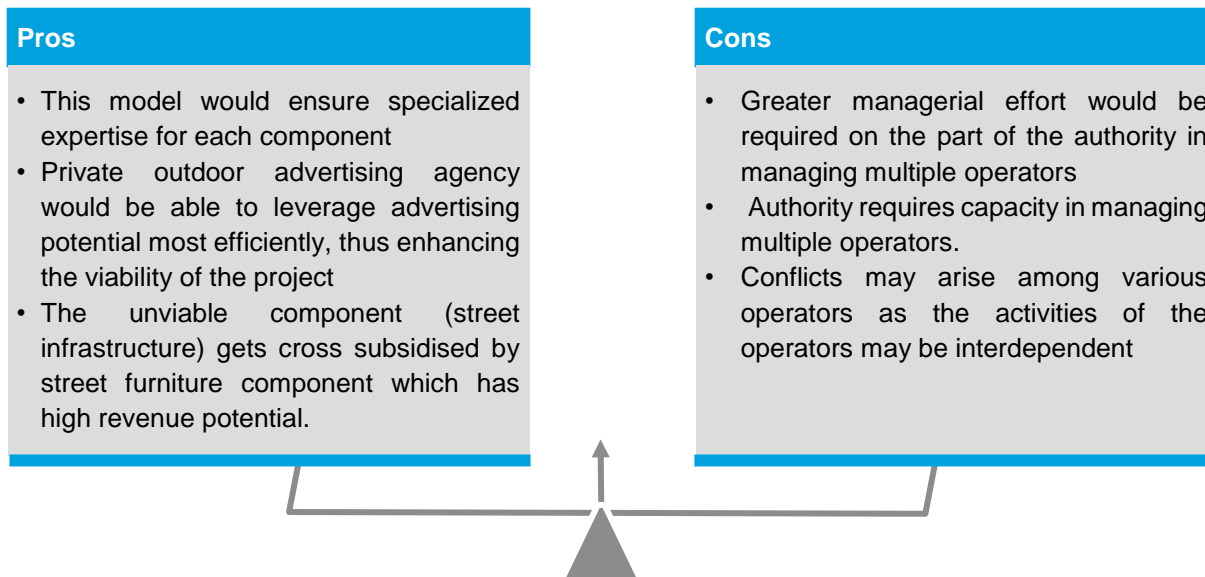 Pros
• This model would ensure specialized
expertise for each component
• Private outdoor advertising agency
would be able to leverage advertising
potential most efficiently, thus enhancing
the viability of the project
• The unviable component (street
infrastructure) gets cross subsidised by
street furniture component which has
high revenue potential.
Cons
• Greater managerial effort would be
required on the part of the authority in
managing multiple operators
• Authority requires capacity in managing
multiple operators.
• Conflicts may arise among various
operators as the activities of the
operators may be interdependent